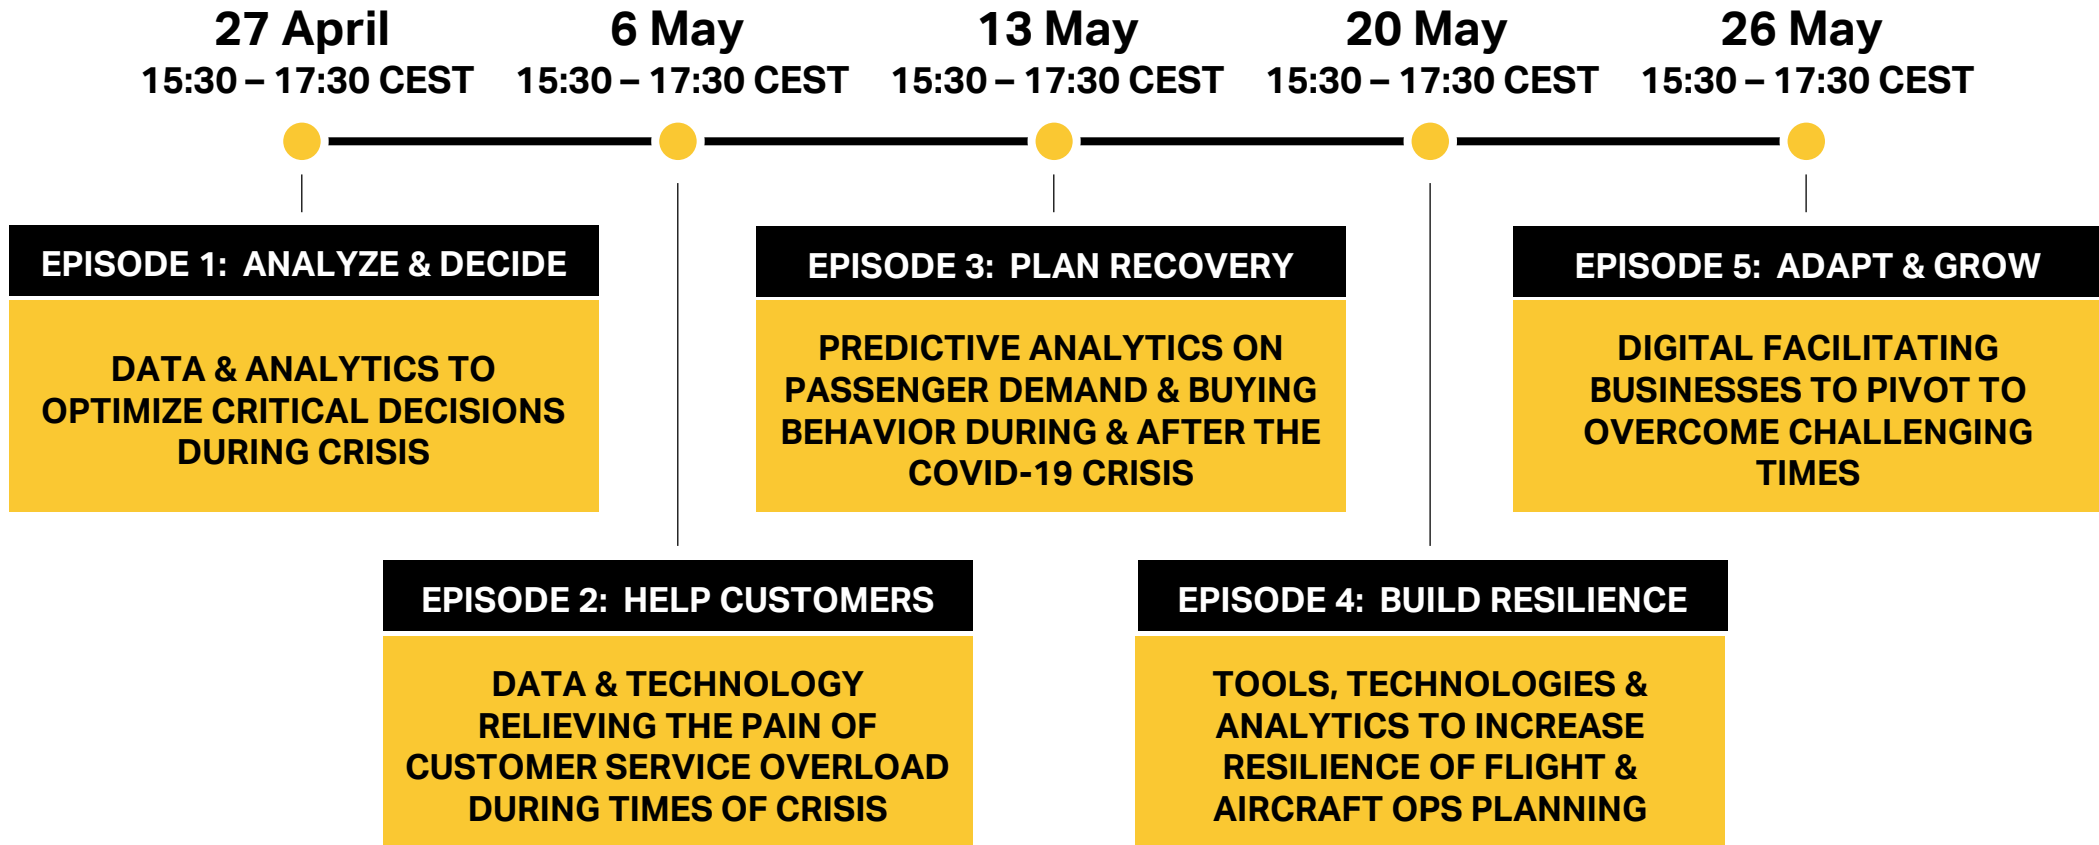 27 April
15:30 – 17:30 CEST
6 May
15:30 – 17:30 CEST
13 May
15:30 – 17:30 CEST
20 May
15:30 – 17:30 CEST
26 May
15:30 – 17:30 CEST
EPISODE 1: ANALYZE & DECIDE
DATA & ANALYTICS TO
OPTIMIZE CRITICAL DECISIONS
DURING CRISIS
EPISODE 2: HELP CUSTOMERS
DATA & TECHNOLOGY
RELIEVING THE PAIN OF
CUSTOMER SERVICE OVERLOAD
DURING TIMES OF CRISIS
EPISODE 3: PLAN RECOVERY
PREDICTIVE ANALYTICS ON
PASSENGER DEMAND & BUYING
BEHAVIOR DURING & AFTER THE
COVID-19 CRISIS
EPISODE 4: BUILD RESILIENCE
TOOLS, TECHNOLOGIES &
ANALYTICS TO INCREASE
RESILIENCE OF FLIGHT &
AIRCRAFT OPS PLANNING
EPISODE 5: ADAPT & GROW
DIGITAL FACILITATING
BUSINESSES TO PIVOT TO
OVERCOME CHALLENGING
TIMES